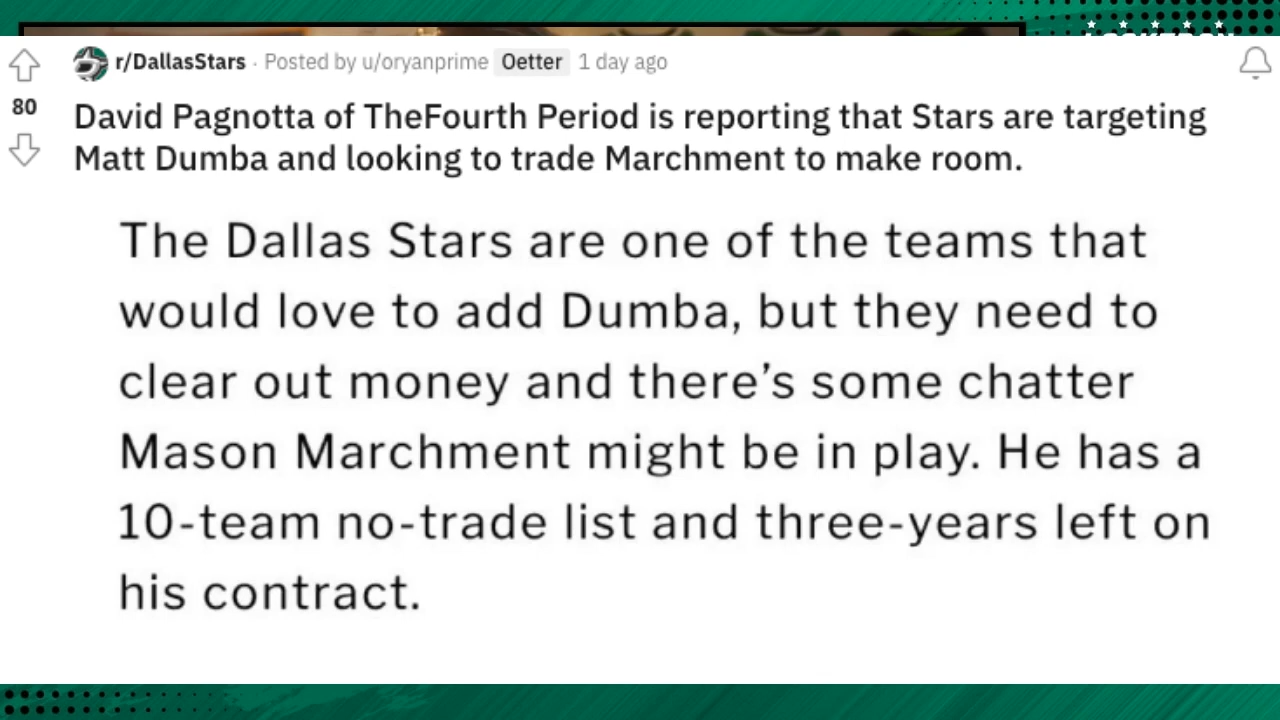 r/DallasStars · Posted by u/oryanprime Oetter 1 day ago
80
David Pagnotta of TheFourth Period is reporting that Stars are targeting
Matt Dumba and looking to trade Marchment to make room.
The Dallas Stars are one of the teams that
would love to add Dumba, but they need to
clear out money and there’s some chatter
Mason Marchment might be in play. He has a
10-team no-trade list and three-years left on
his contract.